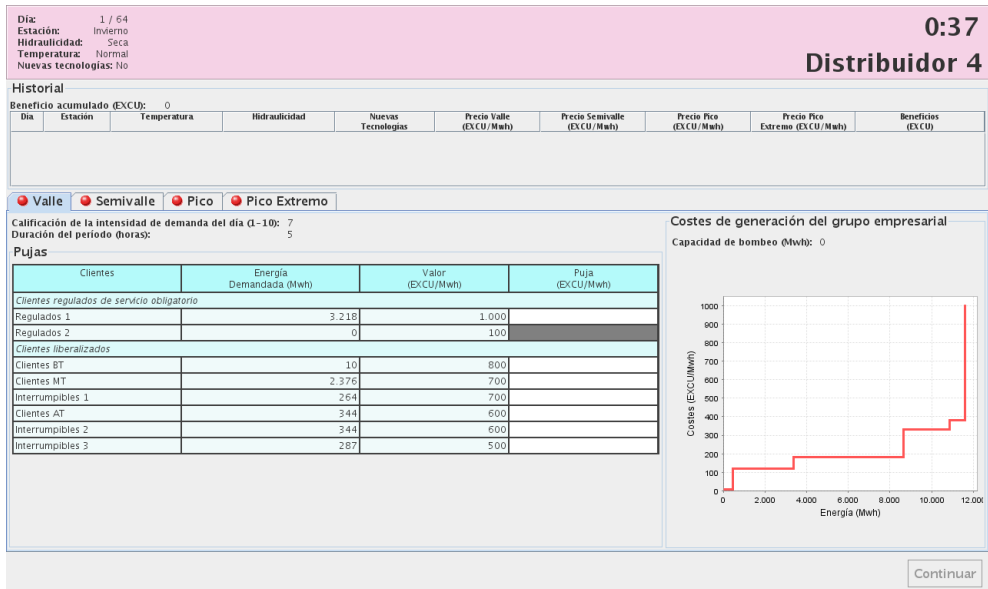 Día: 1 / 64
Estación: Invierno
Hidraulicidad: Seca
Temperatura: Normal
Nuevas tecnologías: No
0:37
Distribuidor 4
Historial
Beneficio acumulado (EXCU): 0
Día Estación Temperatura Hidraulicidad Nuevas Tecnologías Precio Valle (EXCU/Mwh) Precio Semivalle (EXCU/Mwh) Precio Pico (EXCU/Mwh) Precio Pico Extremo (EXCU/Mwh) Beneficios (EXCU)
Valle Semivalle Pico Pico Extremo
Calificación de la intensidad de demanda del día (1-10): 7
Duración del período (horas): 5
Pujas
Clientes Energía Demandada (Mwh) Valor (EXCU/Mwh) Puja (EXCU/Mwh)
Clientes regulados de servicio obligatorio
Regulados 1 3.218 1.000
Regulados 2 0 100
Clientes liberalizados
Clientes BT 10 800
Clientes MT 2.376 700
Interrumpibles 1 264 700
Clientes AT 344 600
Interrumpibles 2 344 600
Interrumpibles 3 287 500
Costes de generación del grupo empresarial
Capacidad de bombeo (Mwh): 0
Costes (EXCU/Mwh)
1000
900
800
700
600
500
400
300
200
100
0
0 2.000 4.000 6.000 8.000 10.000 12.000
Energía (Mwh)
Continuar